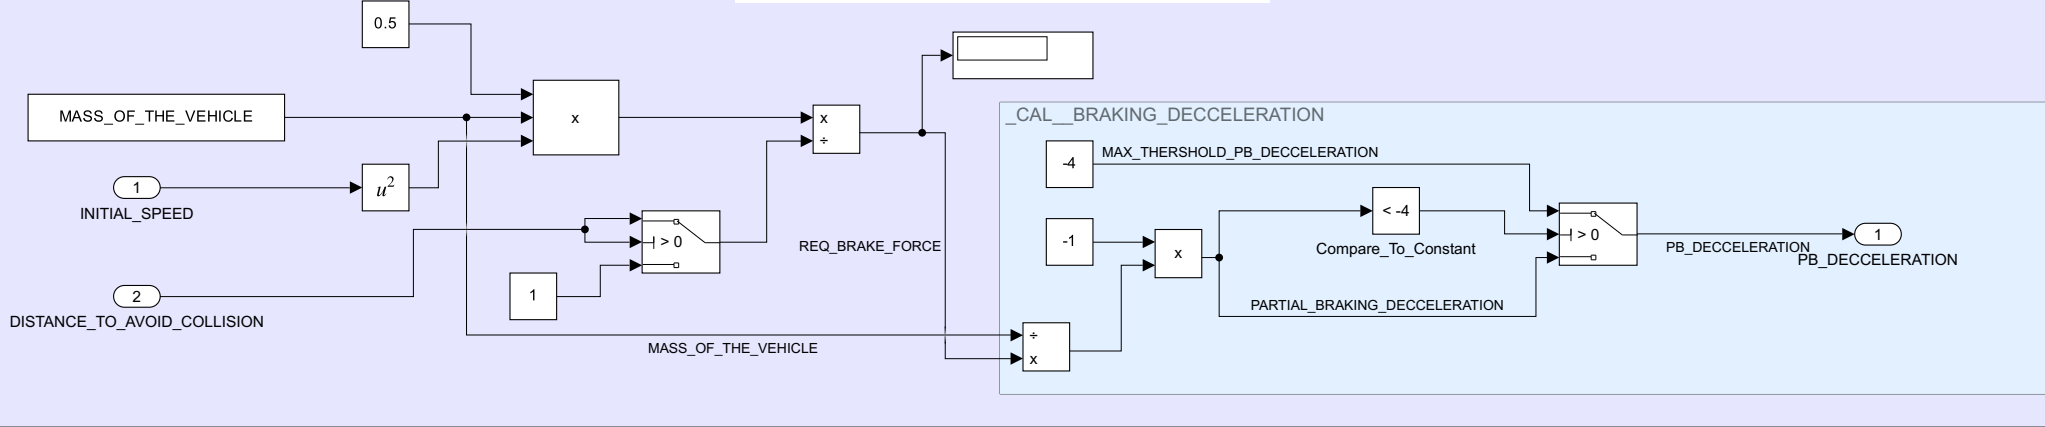 0.5
MASS_OF_THE_VEHICLE
x
x
÷
1
INITIAL_SPEED
u²
> 0
REQ_BRAKE_FORCE
1
2
DISTANCE_TO_AVOID_COLLISION
MASS_OF_THE_VEHICLE
_CAL__BRAKING_DECCELERATION
-4
MAX_THERSHOLD_PB_DECCELERATION
-1
x
< -4
Compare_To_Constant
> 0
PB_DECCELERATION
1
PB_DECCELERATION
PARTIAL_BRAKING_DECCELERATION
÷
x